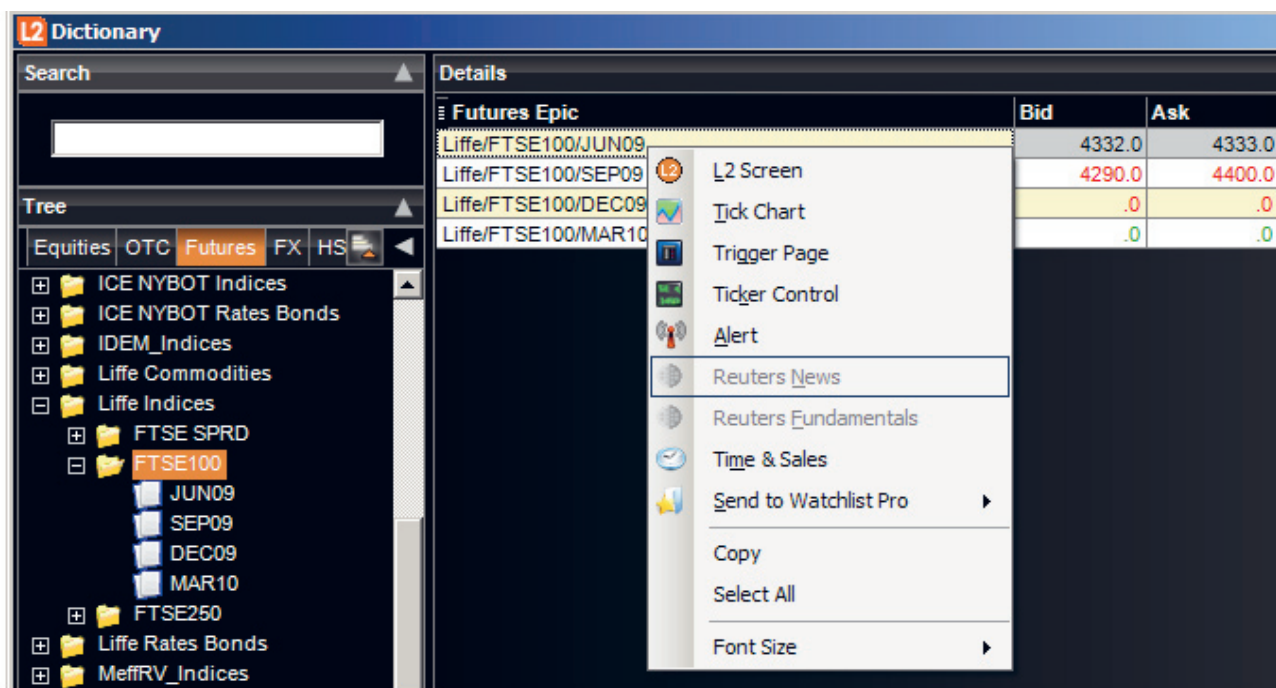 L2 Dictionary
Search
Tree
Equities OTC Futures FX HS
ICE NYBOT Indices
ICE NYBOT Rates Bonds
IDEM_Indices
Liffe Commodities
Liffe Indices
FTSE SPRD
FTSE100
JUN09
SEP09
DEC09
MAR10
FTSE250
Liffe Rates Bonds
MeffRV_Indices
Details
Futures Epic Bid Ask
Liffe/FTSE100/JUN09 4332.0 4333.0
Liffe/FTSE100/SEP09 4290.0 4400.0
Liffe/FTSE100/DEC09 .0 .0
Liffe/FTSE100/MAR10 .0 .0
L2 L2 Screen
Tick Chart
Trigger Page
Ticker Control
Alert
Reuters News
Reuters Fundamentals
Time & Sales
Send to Watchlist Pro
Copy
Select All
Font Size